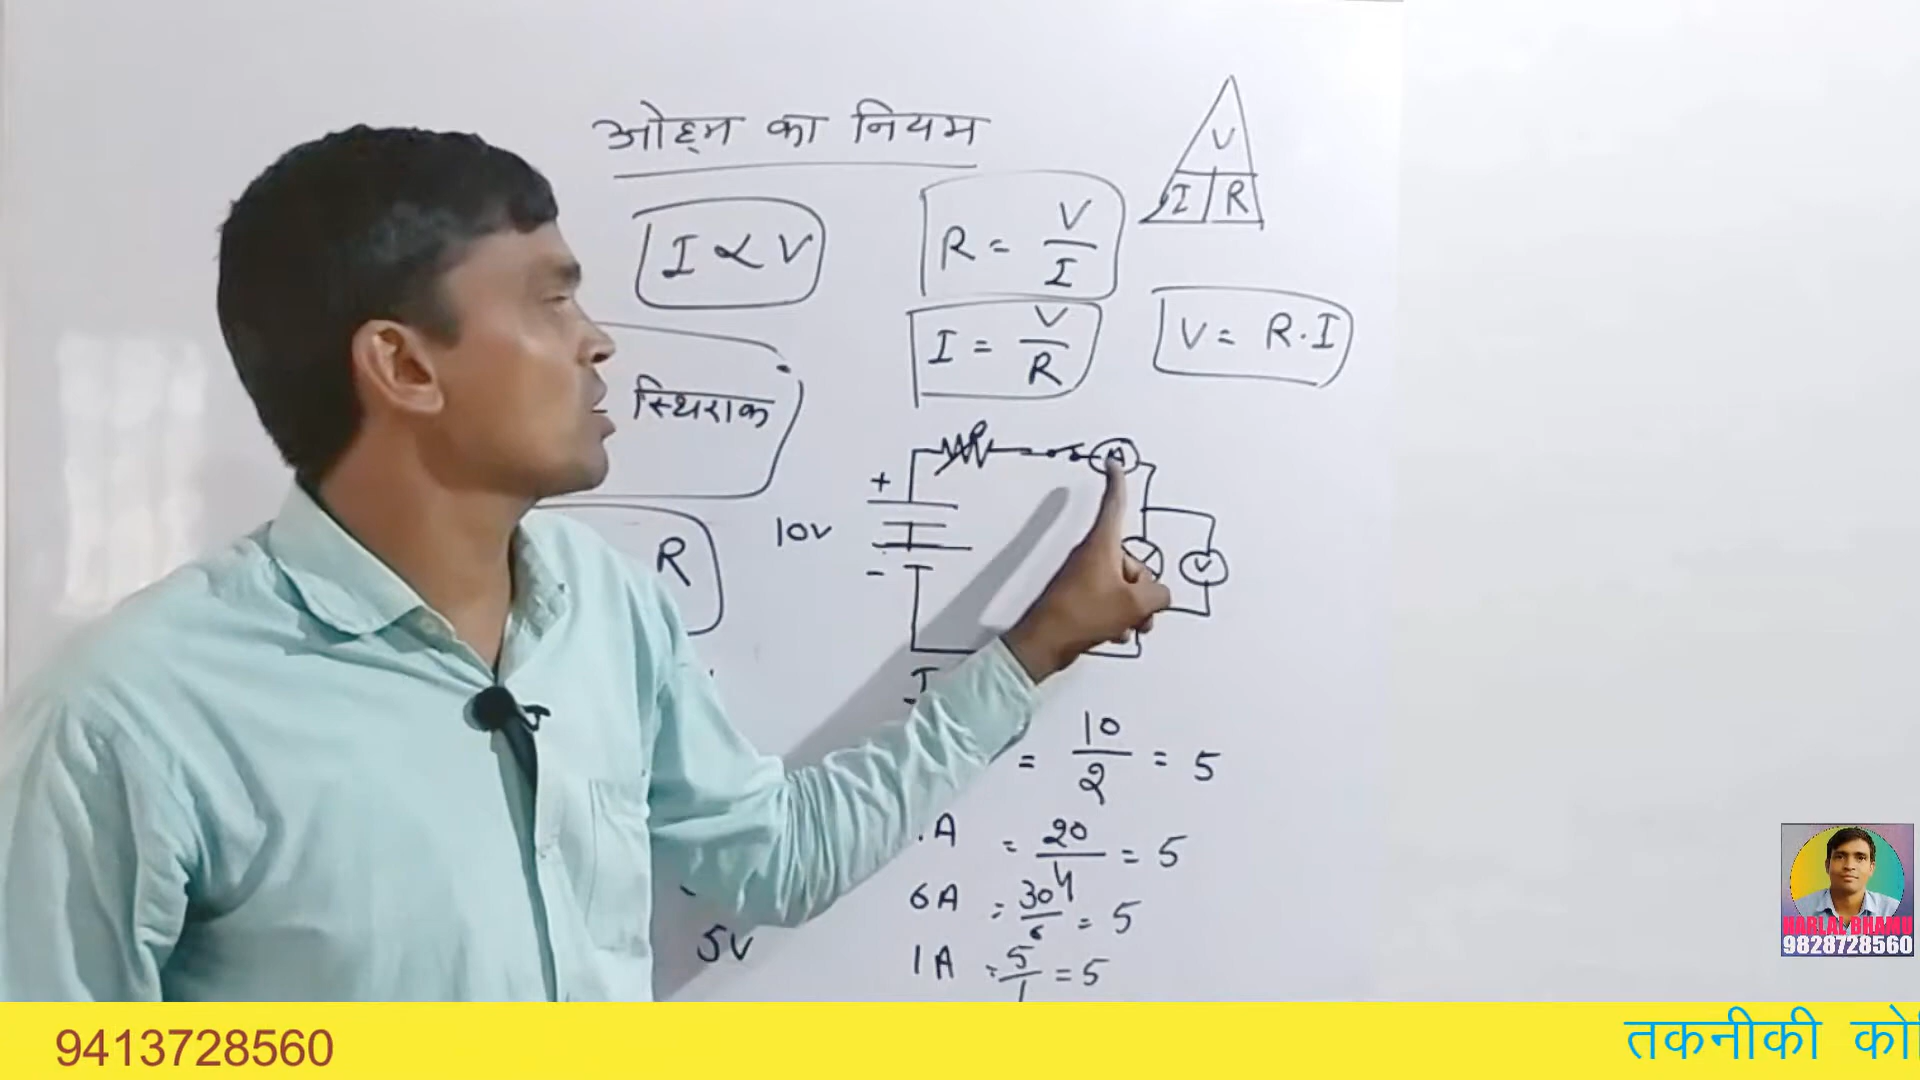 ओह्म का नियम
V
I R
I ∝ V
R = V/I
I = V/R
V = R.I
स्थिराक
R
A
+
10V
-
V
R
I
= 10/2 = 5
A = 20/4 = 5
6A = 30/6 = 5
5V
1A = 5/1 = 5
HARLAL BHAMU
9828728560
9413728560
तकनीकी